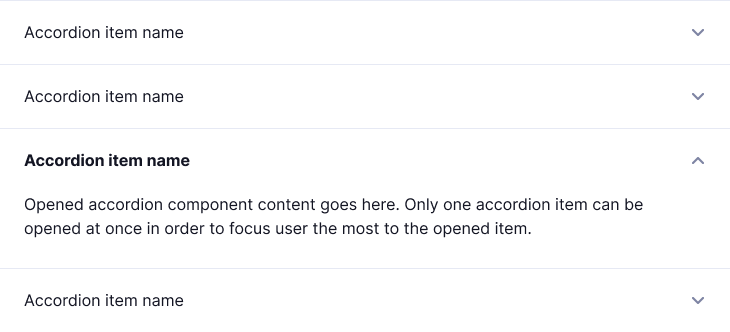 Accordion item name
Accordion item name
Accordion item name
Opened accordion component content goes here. Only one accordion item can be
opened at once in order to focus user the most to the opened item.
Accordion item name